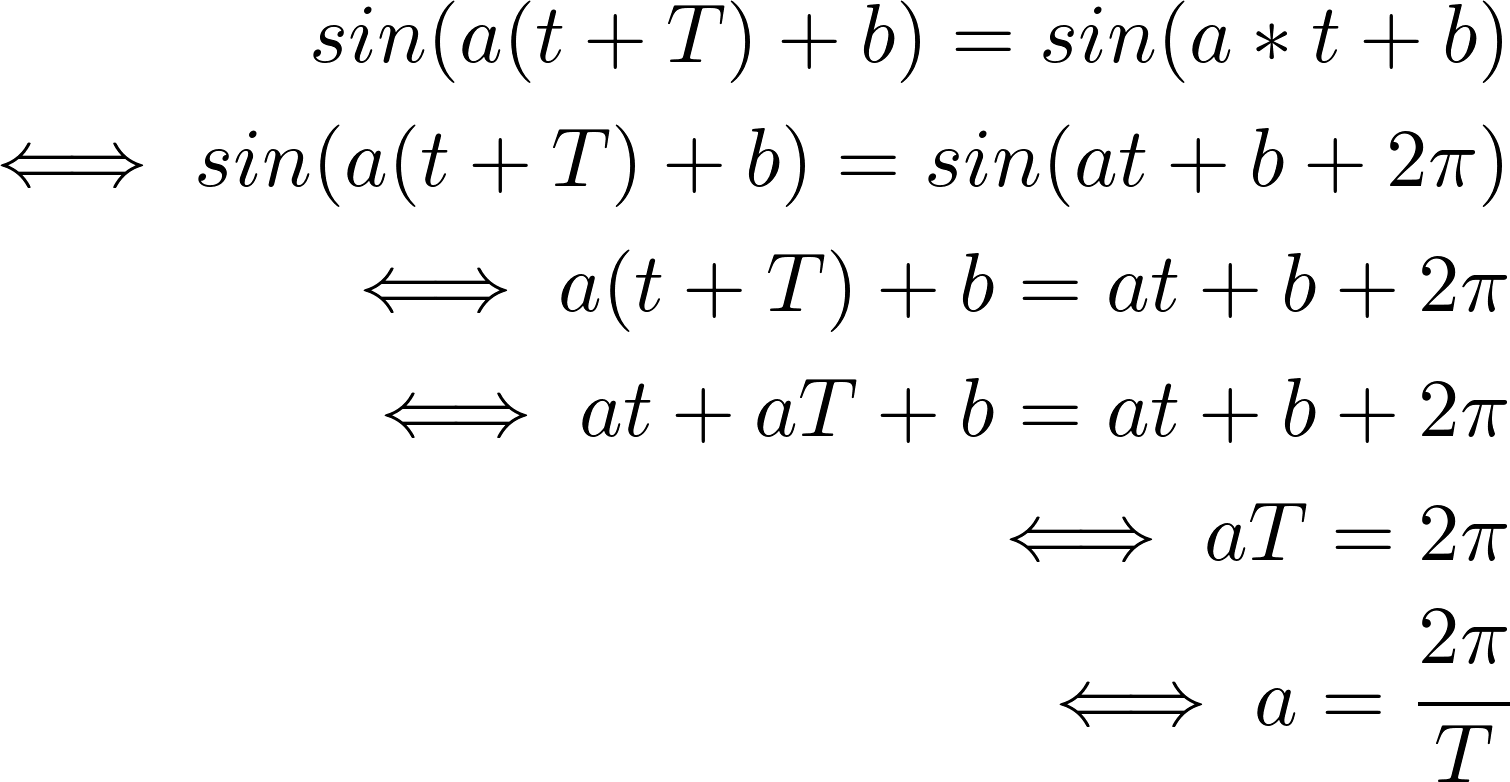 sin(a(t + T) + b) = sin(a ∗ t + b)
⟺ sin(a(t + T) + b) = sin(at + b + 2π)
⟺ a(t + T) + b = at + b + 2π
⟺ at + aT + b = at + b + 2π
⟺ aT = 2π
⟺ a = 2π/T